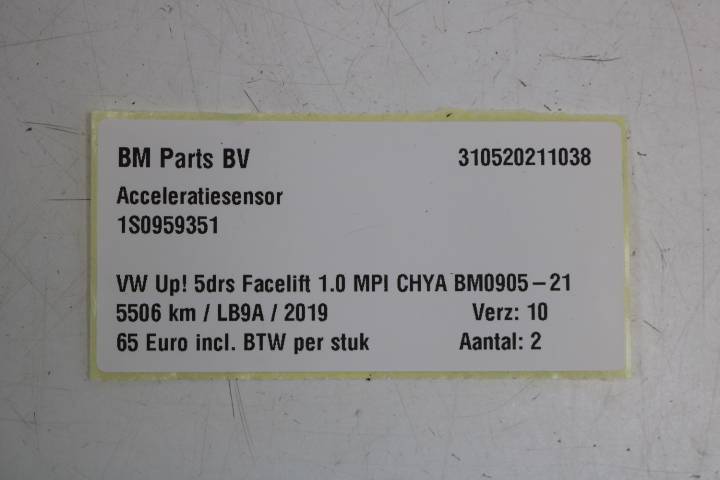 BM Parts BV 310520211038
Acceleratiesensor
1S0959351
VW Up! 5drs Facelift 1.0 MPI CHYA BM0905-21
5506 km / LB9A / 2019 Verz: 10
65 Euro incl. BTW per stuk Aantal: 2